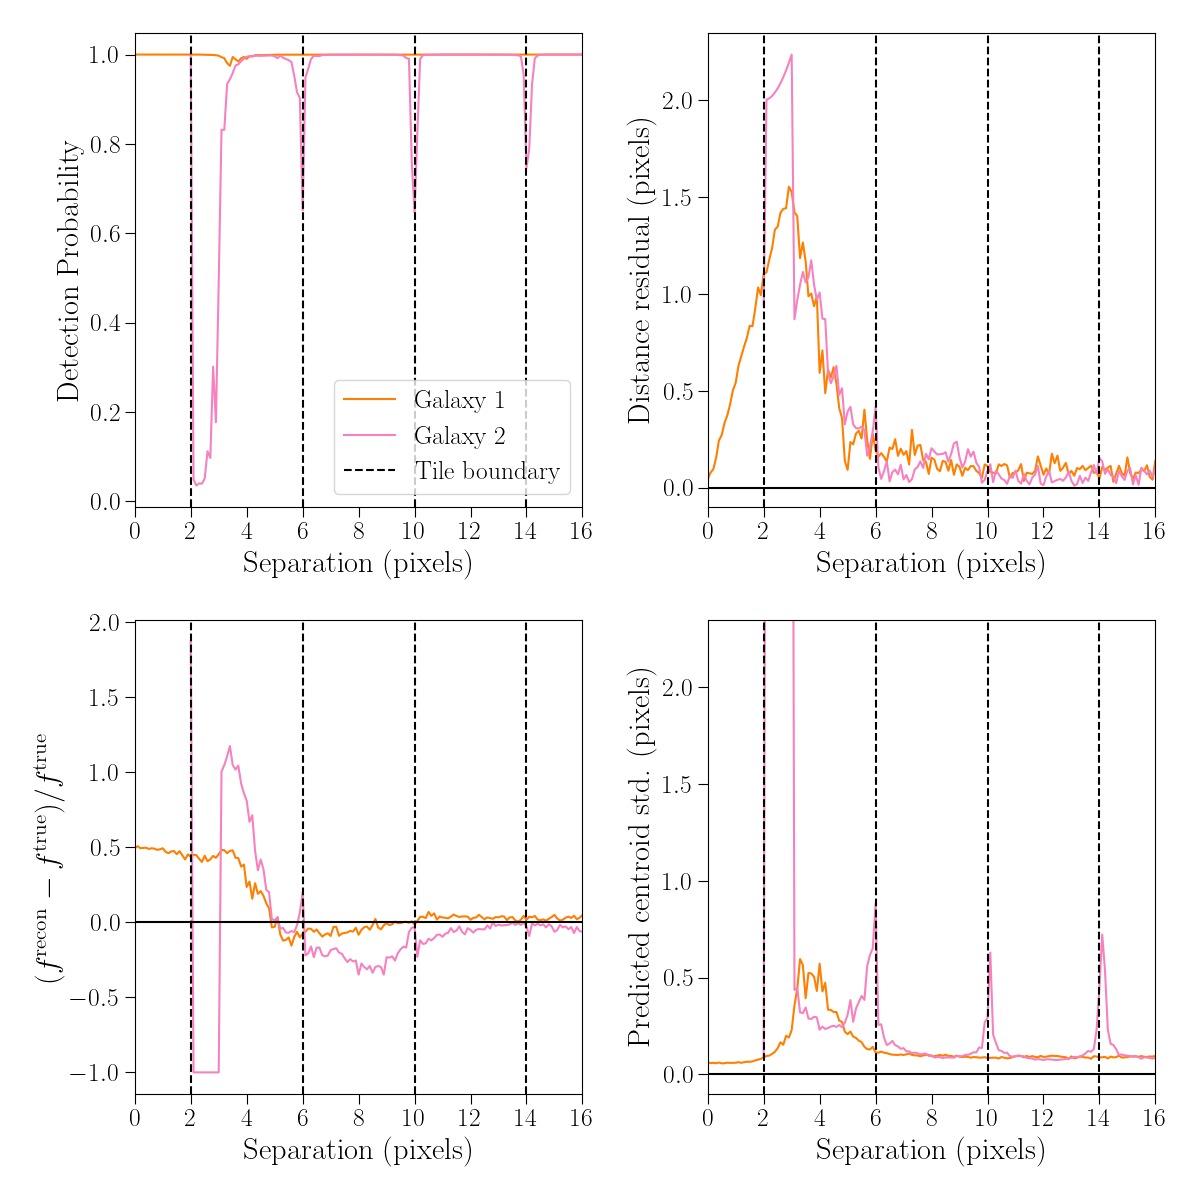 Detection Probability
1.0
0.8
0.6
0.4
0.2
0.0
Galaxy 1
Galaxy 2
Tile boundary
0 2 4 6 8 10 12 14 16
Separation (pixels)
Distance residual (pixels)
2.0
1.5
1.0
0.5
0.0
0 2 4 6 8 10 12 14 16
Separation (pixels)
(f^recon − f^true)/f^true
2.0
1.5
1.0
0.5
0.0
−0.5
−1.0
0 2 4 6 8 10 12 14 16
Separation (pixels)
Predicted centroid std. (pixels)
2.0
1.5
1.0
0.5
0.0
0 2 4 6 8 10 12 14 16
Separation (pixels)